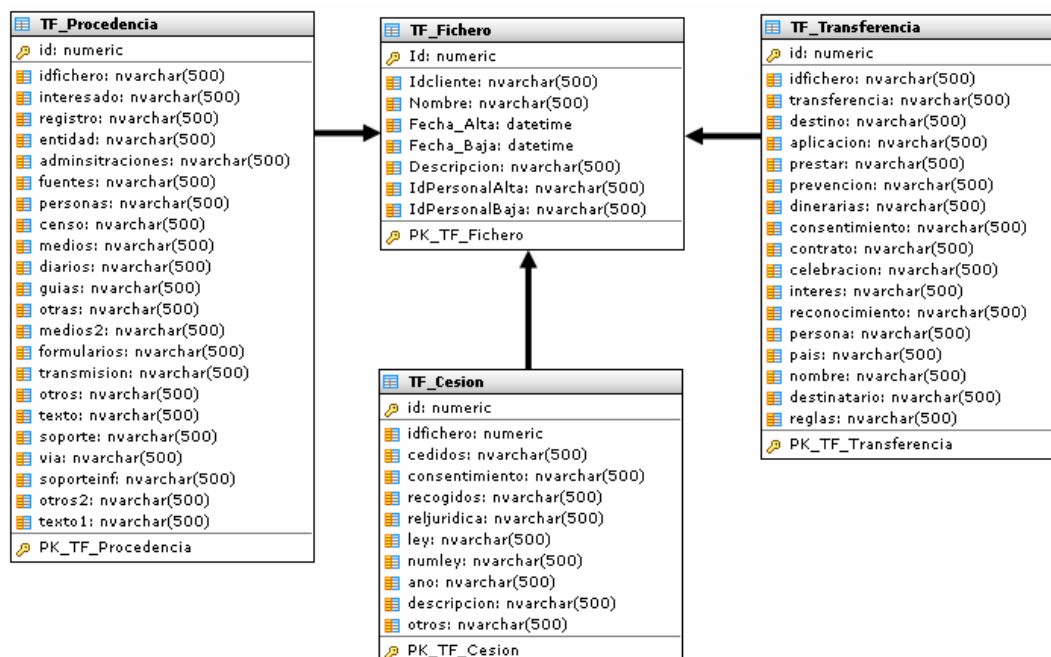 TF_Procedencia
id: numeric
idfichero: nvarchar(500)
interesado: nvarchar(500)
registro: nvarchar(500)
entidad: nvarchar(500)
adminsitraciones: nvarchar(500)
fuentes: nvarchar(500)
personas: nvarchar(500)
censo: nvarchar(500)
medios: nvarchar(500)
diarios: nvarchar(500)
guias: nvarchar(500)
otras: nvarchar(500)
medios2: nvarchar(500)
formularios: nvarchar(500)
transmision: nvarchar(500)
otros: nvarchar(500)
texto: nvarchar(500)
soporte: nvarchar(500)
via: nvarchar(500)
soporteinf: nvarchar(500)
otros2: nvarchar(500)
texto1: nvarchar(500)
PK_TF_Procedencia
TF_Fichero
Id: numeric
Idcliente: nvarchar(500)
Nombre: nvarchar(500)
Fecha_Alta: datetime
Fecha_Baja: datetime
Descripcion: nvarchar(500)
IdPersonalAlta: nvarchar(500)
IdPersonalBaja: nvarchar(500)
PK_TF_Fichero
TF_Cesion
id: numeric
idfichero: numeric
cedidos: nvarchar(500)
consentimiento: nvarchar(500)
recogidos: nvarchar(500)
reljuridica: nvarchar(500)
ley: nvarchar(500)
numley: nvarchar(500)
ano: nvarchar(500)
descripcion: nvarchar(500)
otros: nvarchar(500)
PK_TF_Cesion
TF_Transferencia
id: numeric
idfichero: nvarchar(500)
transferencia: nvarchar(500)
destino: nvarchar(500)
aplicacion: nvarchar(500)
prestar: nvarchar(500)
prevencion: nvarchar(500)
dinerarias: nvarchar(500)
consentimiento: nvarchar(500)
contrato: nvarchar(500)
celebracion: nvarchar(500)
interes: nvarchar(500)
reconocimiento: nvarchar(500)
persona: nvarchar(500)
pais: nvarchar(500)
nombre: nvarchar(500)
destinatario: nvarchar(500)
reglas: nvarchar(500)
PK_TF_Transferencia